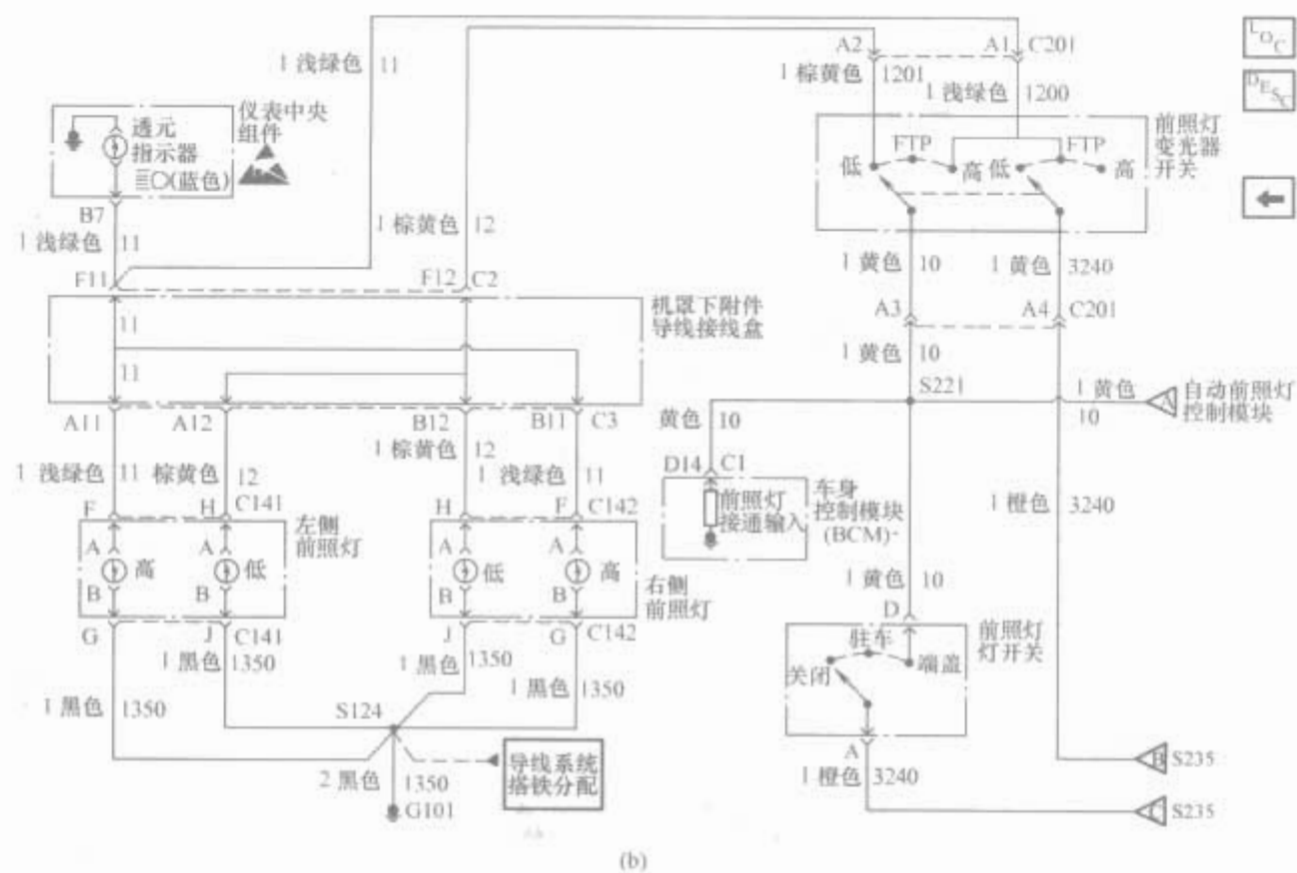 1 浅绿色 11
A2 A1 C201
1 棕黄色 1201
1 浅绿色 1200
LOC
DESC
仪表中央
组件
透元
指示器
(蓝色)
B7
1 浅绿色 11
1 棕黄色 12
F11 F12 C2
前照灯
变光器
开关
低 FTP 高 低 FTP 高
1 黄色 10
1 黄色 3240
A3 A4 C201
1 黄色 10
S221
1 黄色
10
A
自动前照灯
控制模块
机罩下附件
导线接线盒
11
11
A11 A12 B12 B11 C3
1 浅绿色 11
棕黄色 12
1 棕黄色 12
1 浅绿色 11
F H C141
H F C142
左侧
前照灯
A 高 B
A 低 B
A 低 B
A 高 B
右侧
前照灯
G J C141
J G C142
1 黑色 1350
1 黑色 1350
1 黑色 1350
1 黑色 1350
S124
2 黑色 1350
G101
导线系统
搭铁分配
黄色 10
D14 C1
前照灯
接通输入
车身
控制模块
(BCM)
1 橙色 3240
1 黄色 10
D
前照灯
灯开关
关闭 驻车 端盖
A
1 橙色 3240
B S235
C S235
(b)